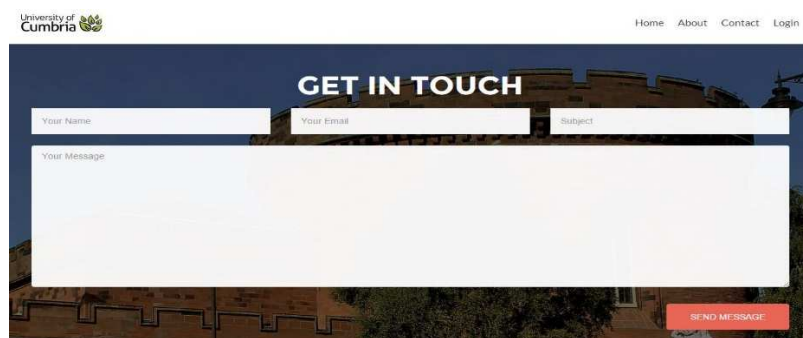 University of
Cumbria
Home About Contact Login
GET IN TOUCH
Your Name Your Email Subject
Your Message
SEND MESSAGE